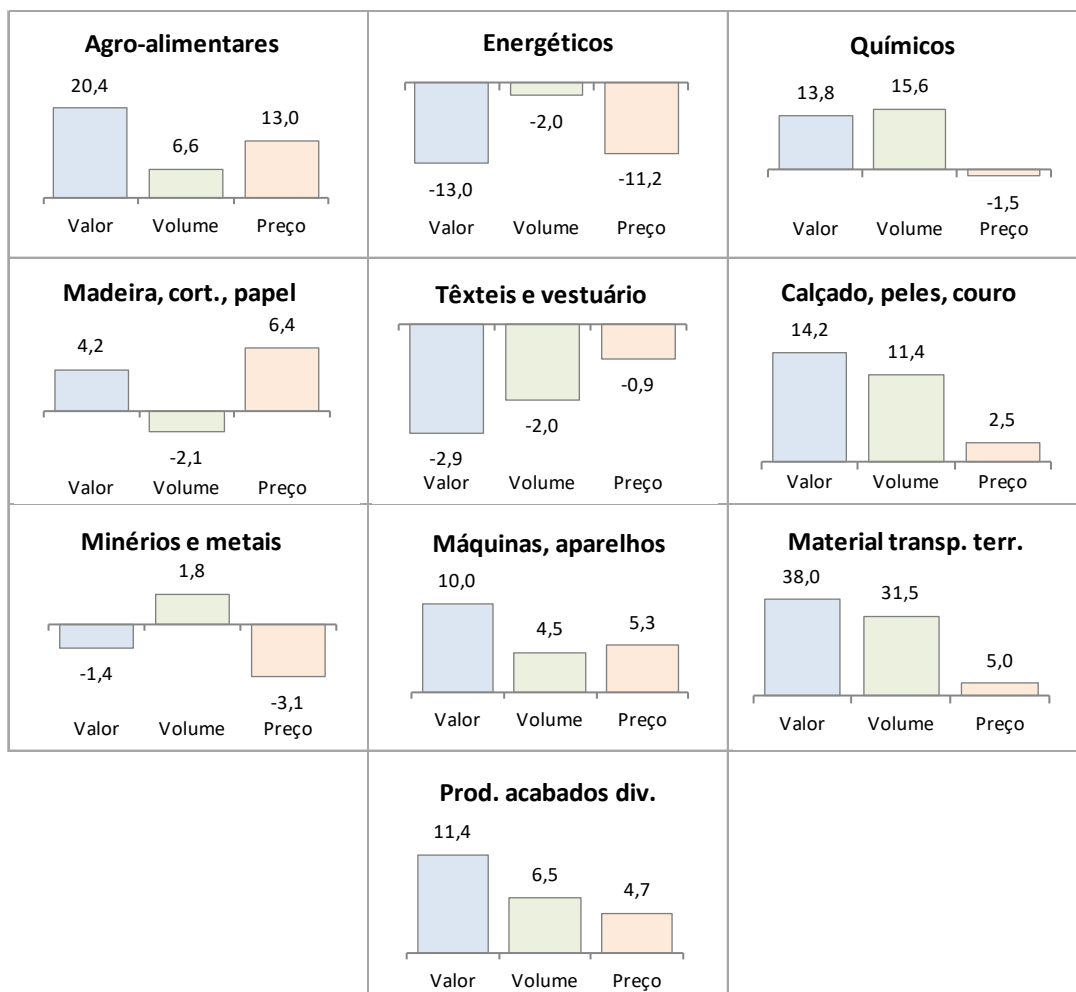 Agro-alimentares
20,4
6,6
13,0
Valor Volume Preço
Energéticos
-13,0
-2,0
-11,2
Valor Volume Preço
Químicos
13,8
15,6
-1,5
Valor Volume Preço
Madeira, cort., papel
4,2
-2,1
6,4
Valor Volume Preço
Têxteis e vestuário
-2,9
-2,0
-0,9
Valor Volume Preço
Calçado, peles, couro
14,2
11,4
2,5
Valor Volume Preço
Minérios e metais
-1,4
1,8
-3,1
Valor Volume Preço
Máquinas, aparelhos
10,0
4,5
5,3
Valor Volume Preço
Material transp. terr.
38,0
31,5
5,0
Valor Volume Preço
Prod. acabados div.
11,4
6,5
4,7
Valor Volume Preço